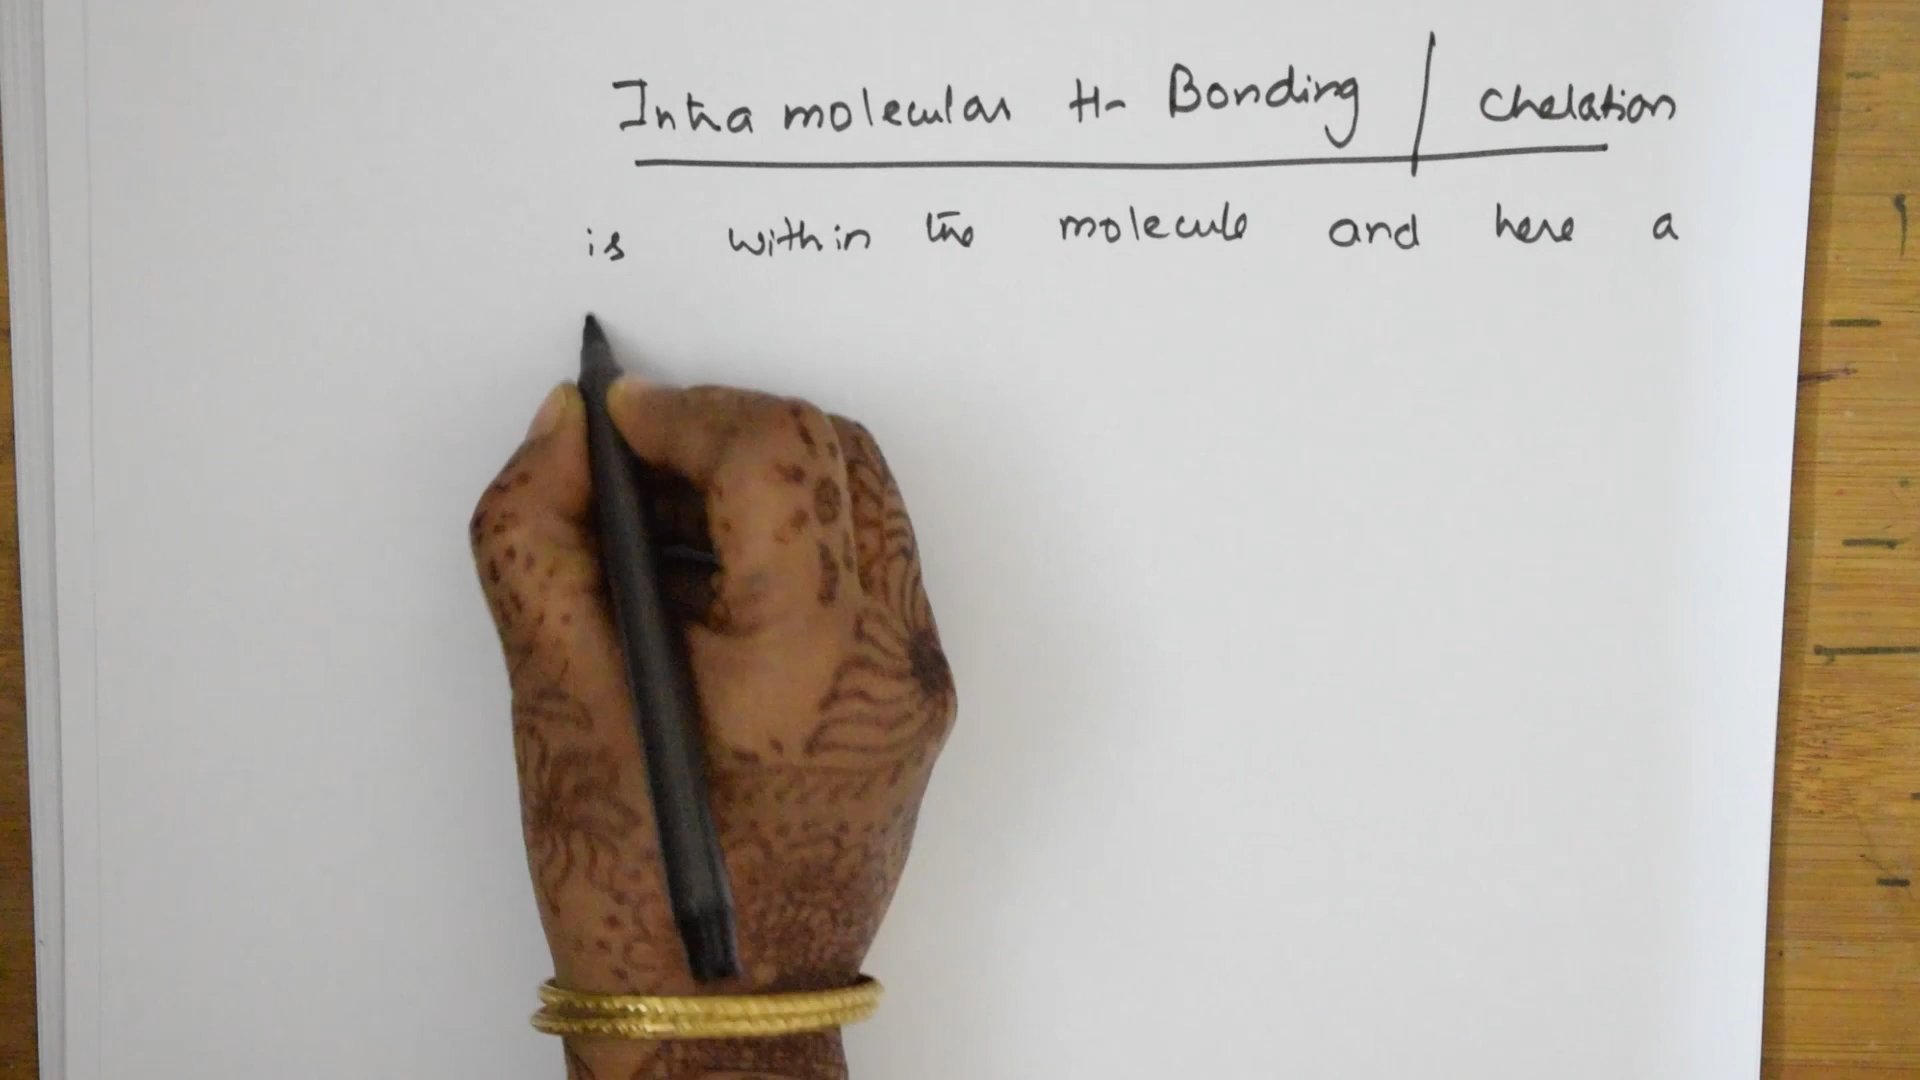 Intra molecular H- Bonding / chelation
is within the molecule and here a